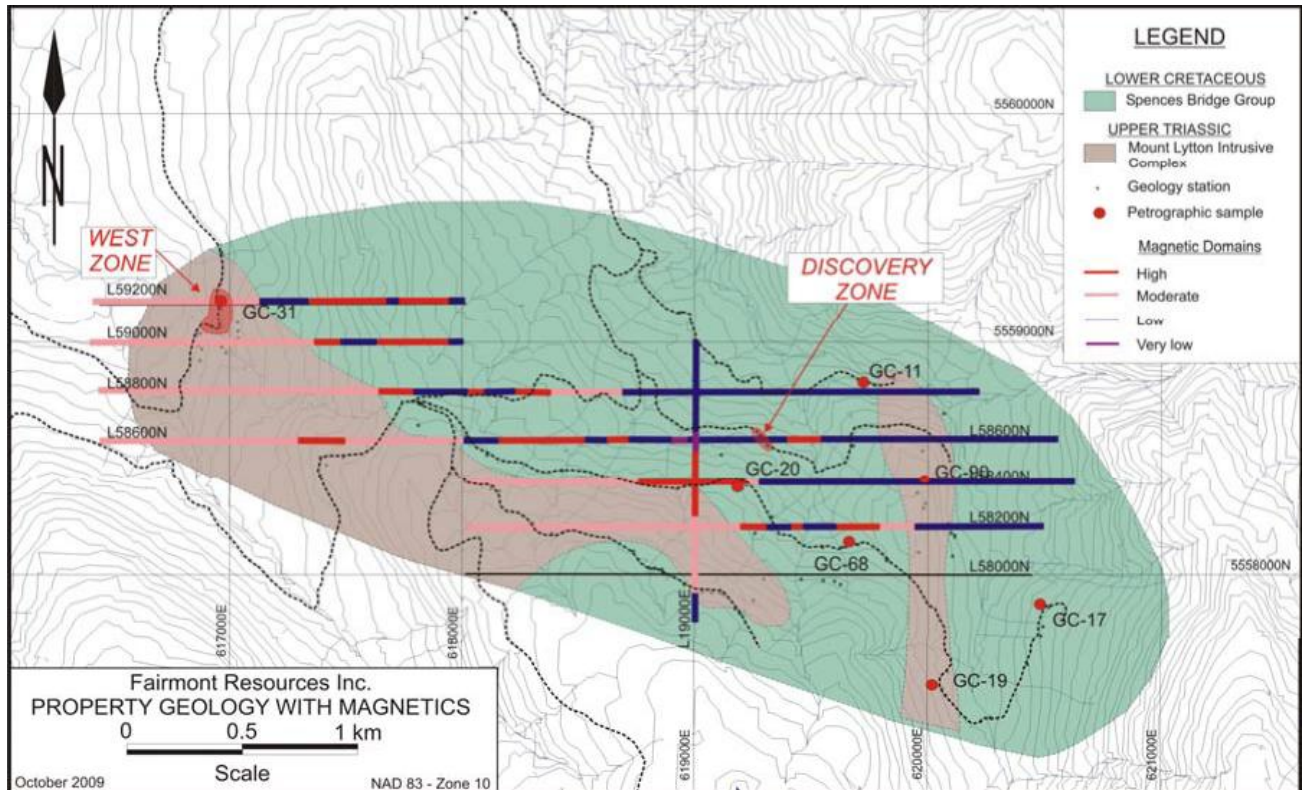 LEGEND
LOWER CRETACEOUS
Spences Bridge Group
UPPER TRIASSIC
Mount Lytton Intrusive
Complex
Geology station
Petrographic sample
Magnetic Domains
High
Moderate
Low
Very low
N
5560000N
WEST
ZONE
DISCOVERY
ZONE
L59200N
GC-31
L59000N
5559000N
L58800N
GC-11
L58600N
L58600N
GC-20
GC-90
L58400N
L58200N
GC-68
L58000N
5558000N
GC-17
GC-19
617000E
618000E
L19000E
619000E
620000E
621000E
Fairmont Resources Inc.
PROPERTY GEOLOGY WITH MAGNETICS
0 0.5 1 km
Scale
October 2009
NAD 83 - Zone 10